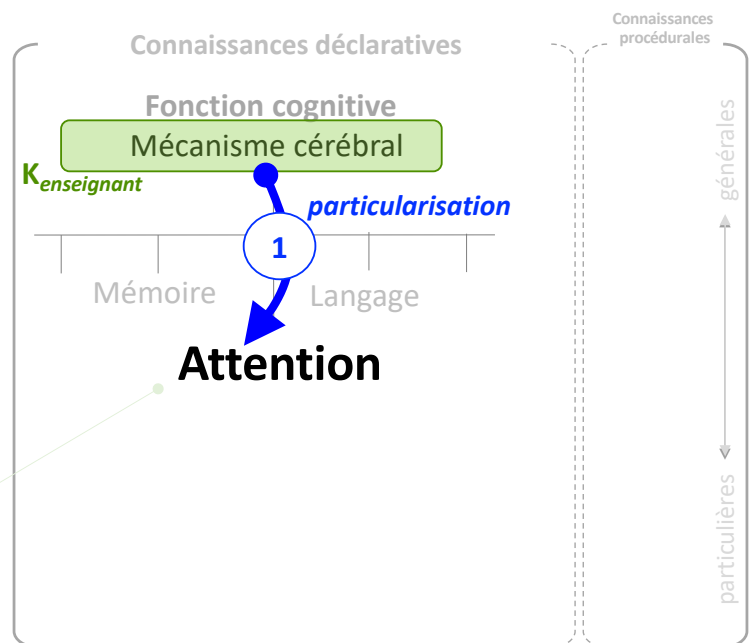 Connaissances déclaratives
Connaissances
procédurales
Fonction cognitive
Mécanisme cérébral
Kenseignant
particularisation
1
Mémoire
Langage
Attention
générales
particulières